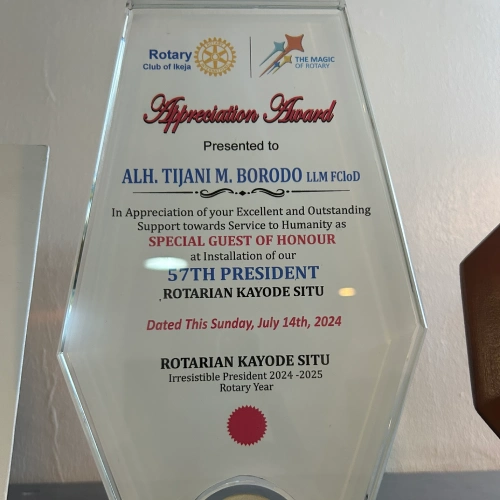 Rotary
Club of Ikeja
THE MAGIC
OF ROTARY
Appreciation Award
Presented to
ALH. TIJANI M. BORODO LLM FCIoD
In Appreciation of your Excellent and Outstanding
Support towards Service to Humanity as
SPECIAL GUEST OF HONOUR
at Installation of our
57TH PRESIDENT
ROTARIAN KAYODE SITU
Dated This Sunday, July 14th, 2024
ROTARIAN KAYODE SITU
Irresistible President 2024 -2025
Rotary Year